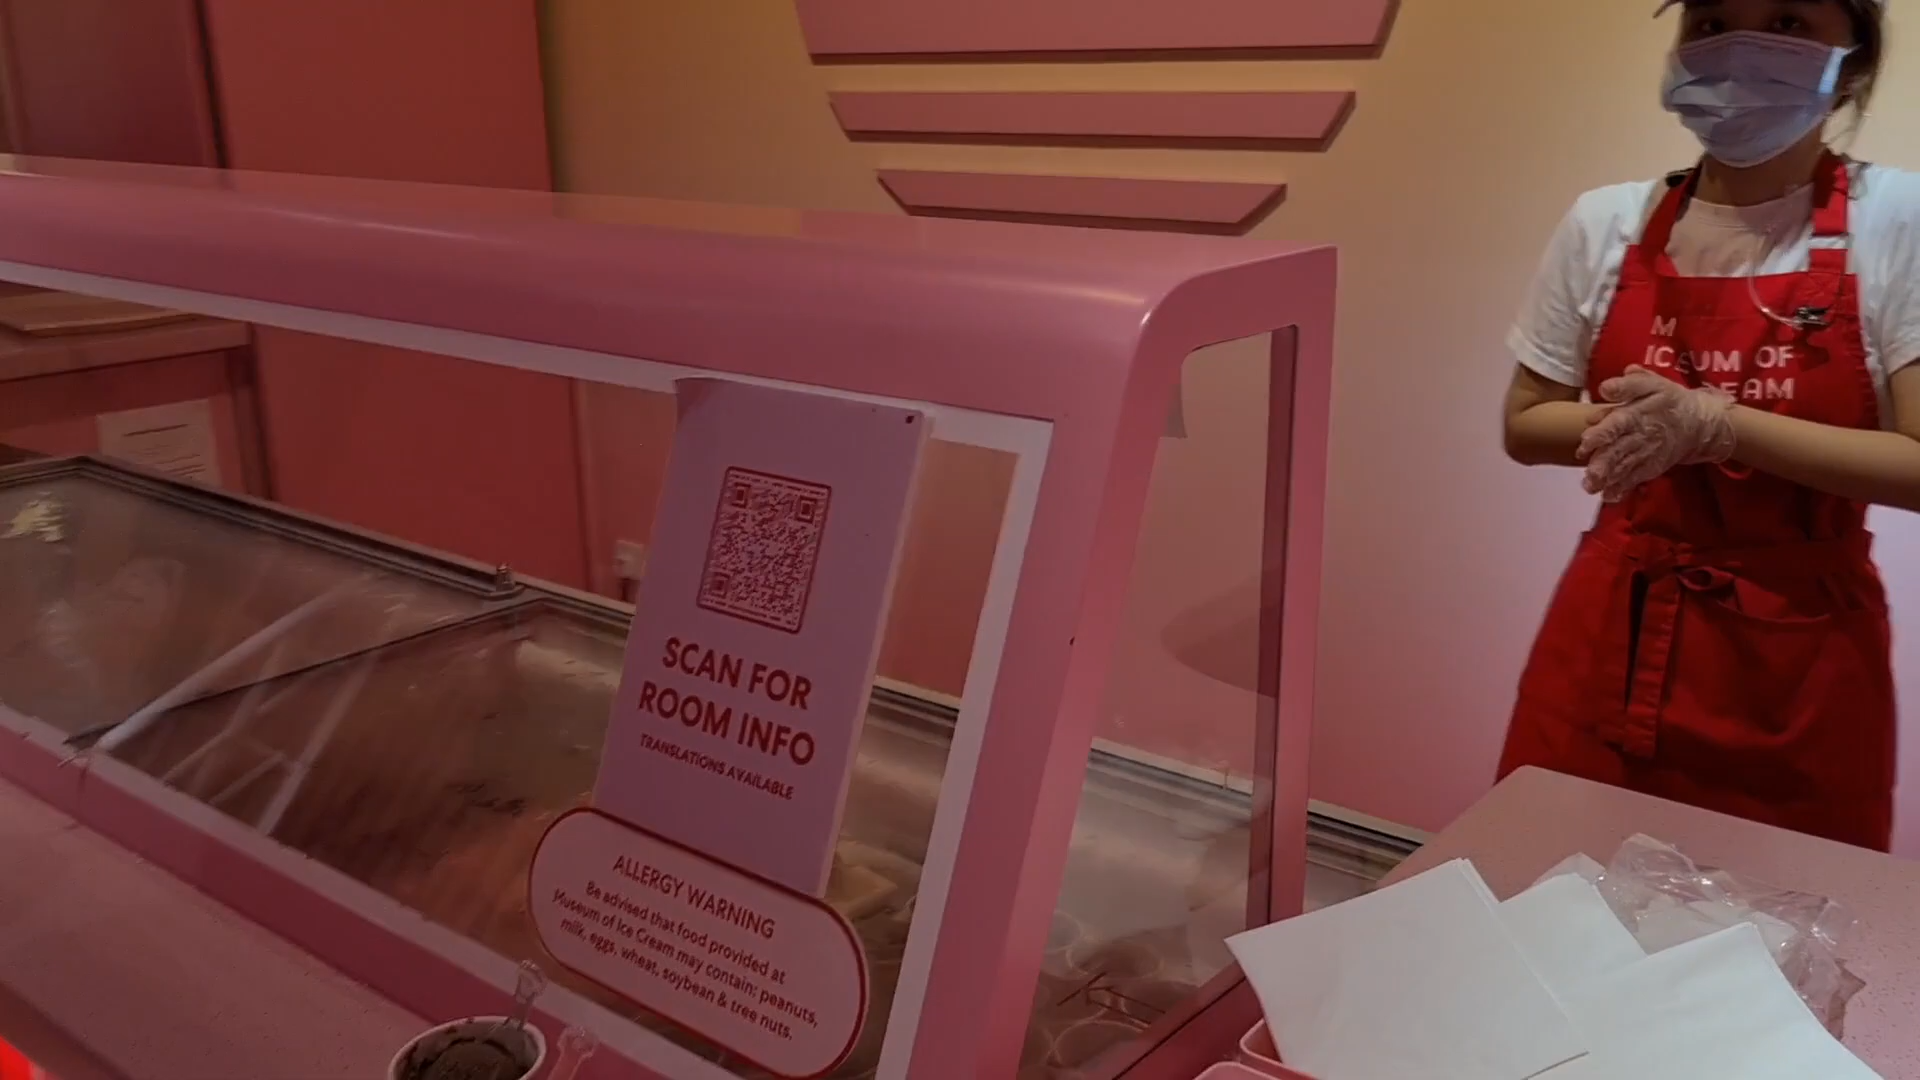 M
ICEUM OF
REAM
SCAN FOR
ROOM INFO
TRANSLATIONS AVAILABLE
ALLERGY WARNING
Be advised that food provided at
Museum of Ice Cream may contain: peanuts,
milk, eggs, wheat, soybean & tree nuts.